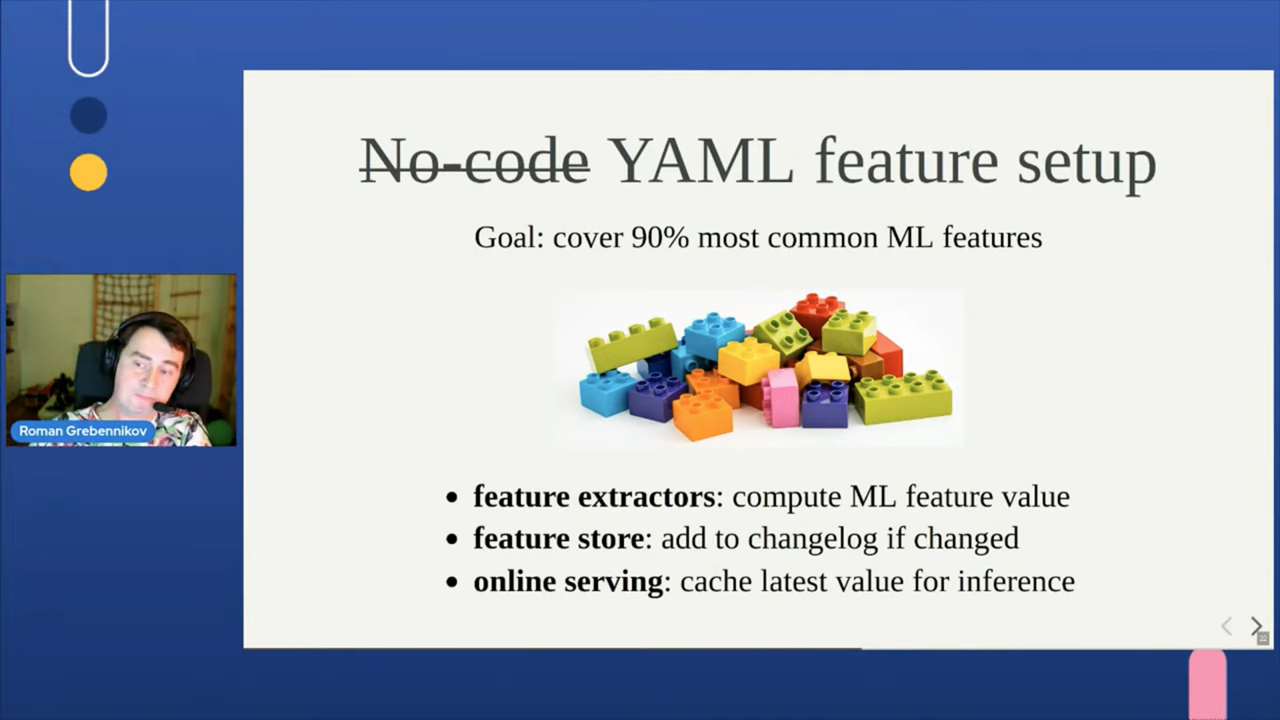 No-code YAML feature setup
Goal: cover 90% most common ML features
Roman Grebennikov
feature extractors: compute ML feature value
feature store: add to changelog if changed
online serving: cache latest value for inference